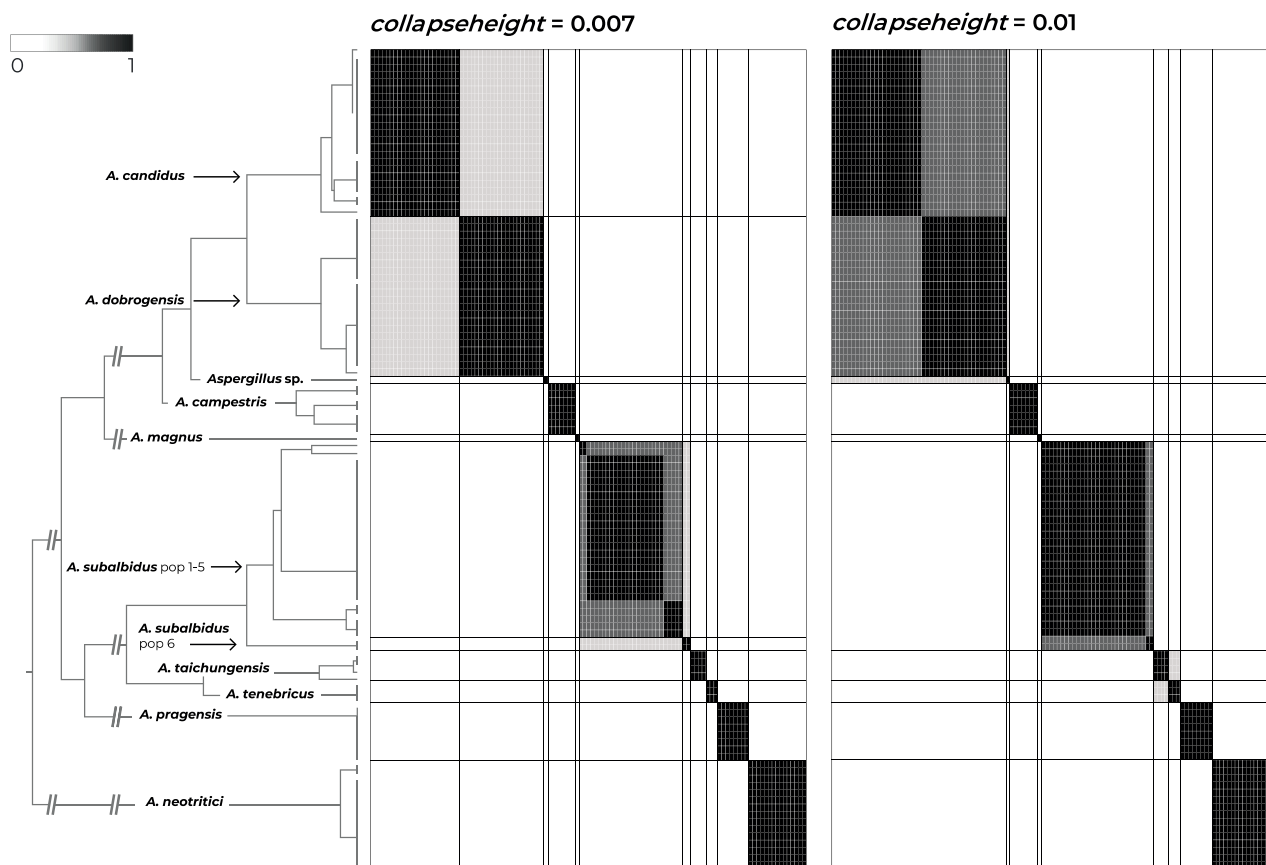 collapseheight = 0.007
collapseheight = 0.01
0 1
A. candidus
A. dobrogensis
Aspergillus sp.
A. campestris
A. magnus
A. subalbidus pop 1-5
A. subalbidus
pop 6
A. taichungensis
A. tenebricus
A. pragensis
A. neotritici